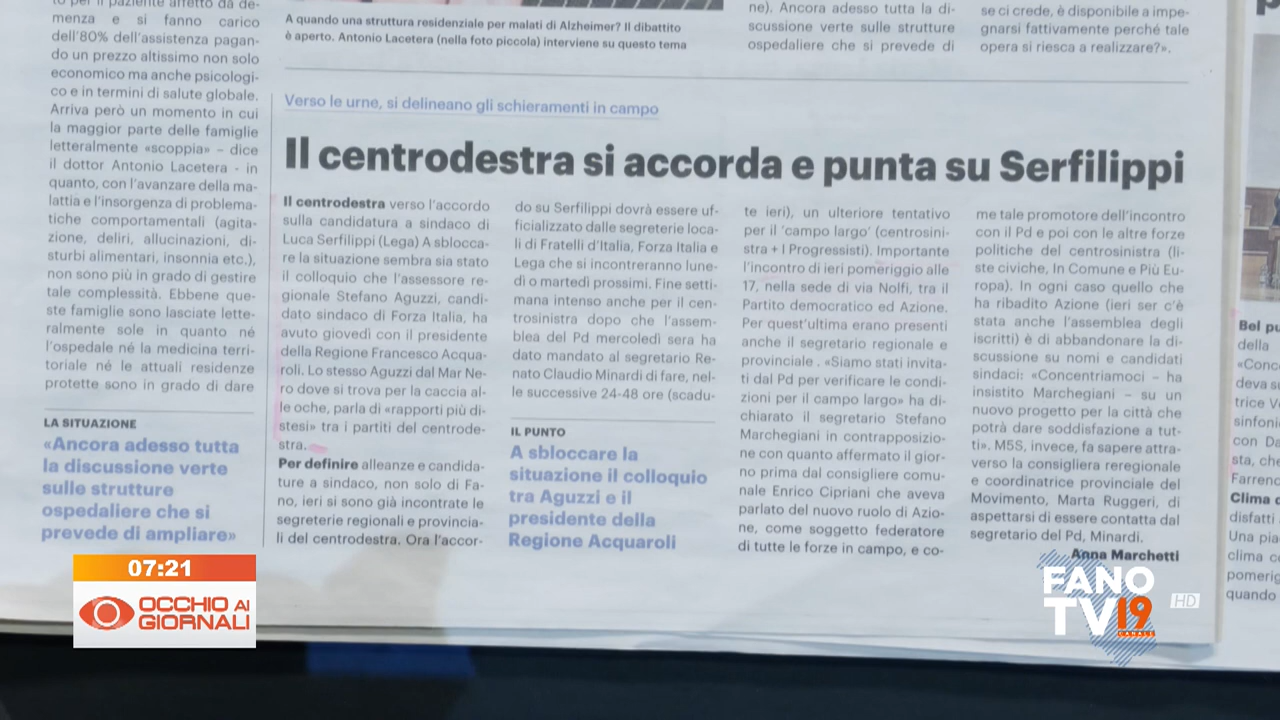 to per il paziente affetto da de-
menza e si fanno carico
dell'80% dell'assistenza pagan-
do un prezzo altissimo non solo
economico ma anche psicologi-
co e in termini di salute globale.
Arriva però un momento in cui
la maggior parte delle famiglie
letteralmente «scoppia» – dice
il dottor Antonio Lacetera - in
quanto, con l'avanzare della ma-
lattia e l'insorgenza di problema-
tiche comportamentali (agita-
zione, deliri, allucinazioni, di-
sturbi alimentari, insonnia etc.),
non sono più in grado di gestire
tale complessità. Ebbene que-
ste famiglie sono lasciate lette-
ralmente sole in quanto né
l'ospedale né la medicina terri-
toriale né le attuali residenze
protette sono in grado di dare
LA SITUAZIONE
«Ancora adesso tutta
la discussione verte
sulle strutture
ospedaliere che si
prevede di ampliare»
A quando una struttura residenziale per malati di Alzheimer? Il dibattito
è aperto. Antonio Lacetera (nella foto piccola) interviene su questo tema
ne). Ancora adesso tutta la di-
scussione verte sulle strutture
ospedaliere che si prevede di
se ci crede, è disponibile a impe-
gnarsi fattivamente perché tale
opera si riesca a realizzare?».
Verso le urne, si delineano gli schieramenti in campo
Il centrodestra si accorda e punta su Serfilippi
Il centrodestra verso l'accordo
sulla candidatura a sindaco di
Luca Serfilippi (Lega) A sblocca-
re la situazione sembra sia stato
il colloquio che l'assessore re-
gionale Stefano Aguzzi, candi-
dato sindaco di Forza Italia, ha
avuto giovedì con il presidente
della Regione Francesco Acqua-
roli. Lo stesso Aguzzi dal Mar Ne-
ro dove si trova per la caccia al-
le oche, parla di «rapporti più di-
stesi» tra i partiti del centrode-
stra.
Per definire alleanze e candida-
ture a sindaco, non solo di Fa-
no, ieri si sono già incontrate le
segreterie regionali e provincia-
li del centrodestra. Ora l'accor-
do su Serfilippi dovrà essere uf-
ficializzato dalle segreterie loca-
li di Fratelli d'Italia, Forza Italia e
Lega che si incontreranno lune-
dì o martedì prossimi. Fine setti-
mana intenso anche per il cen-
trosinistra dopo che l'assem-
blea del Pd mercoledì sera ha
dato mandato al segretario Re-
nato Claudio Minardi di fare, nel-
le successive 24-48 ore (scadu-
IL PUNTO
A sbloccare la
situazione il colloquio
tra Aguzzi e il
presidente della
Regione Acquaroli
te ieri), un ulteriore tentativo
per il 'campo largo' (centrosini-
stra + I Progressisti). Importante
l'incontro di ieri pomeriggio alle
17, nella sede di via Nolfi, tra il
Partito democratico ed Azione.
Per quest'ultima erano presenti
anche il segretario regionale e
provinciale . «Siamo stati invita-
ti dal Pd per verificare le condi-
zioni per il campo largo» ha di-
chiarato il segretario Stefano
Marchegiani in contrapposizio-
ne con quanto affermato il gior-
no prima dal consigliere comu-
nale Enrico Cipriani che aveva
parlato del nuovo ruolo di Azio-
ne, come soggetto federatore
di tutte le forze in campo, e co-
me tale promotore dell'incontro
con il Pd e poi con le altre forze
politiche del centrosinistra (li-
ste civiche, In Comune e Più Eu-
ropa). In ogni caso quello che
ha ribadito Azione (ieri ser c'è
stata anche l'assemblea degli
iscritti) è di abbandonare la di-
scussione su nomi e candidati
sindaci: «Concentriamoci – ha
insistito Marchegiani – su un
nuovo progetto per la città che
potrà dare soddisfazione a tut-
ti». M5S, invece, fa sapere attra-
verso la consigliera reregionale
e coordinatrice provinciale del
Movimento, Marta Ruggeri, di
aspettarsi di essere contattata dal
segretario del Pd, Minardi.
Anna Marchetti
Bel pu
della
«Conc
deva s
trice V
sinfoni
con Da
sta, che
Farrenc
Clima d
disfatti
Una pia
clima co
pomerig
quando
07:21
OCCHIO AI
GIORNALI
FANO
TV19
CANALE
HD